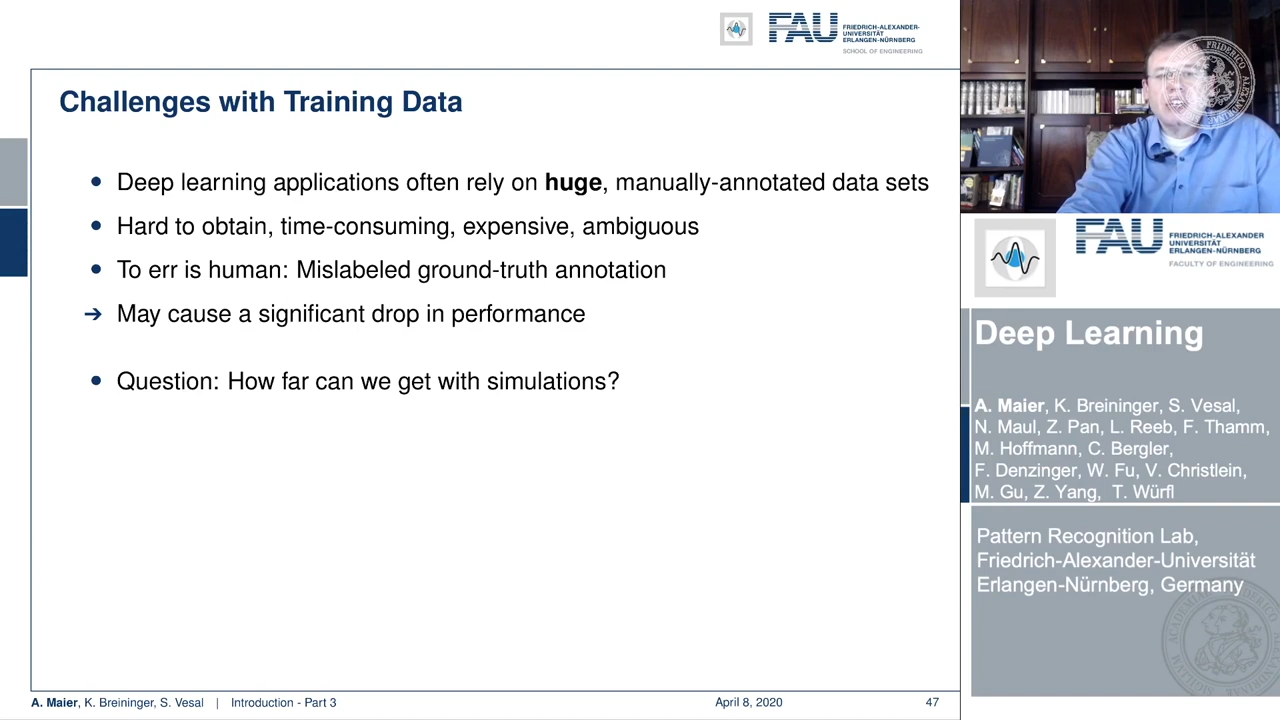 FAU FRIEDRICH-ALEXANDER-
UNIVERSITÄT
ERLANGEN-NÜRNBERG
SCHOOL OF ENGINEERING
Challenges with Training Data
• Deep learning applications often rely on huge, manually-annotated data sets
• Hard to obtain, time-consuming, expensive, ambiguous
• To err is human: Mislabeled ground-truth annotation
➔ May cause a significant drop in performance
• Question: How far can we get with simulations?
A. Maier, K. Breininger, S. Vesal | Introduction - Part 3 April 8, 2020 47
FAU FRIEDRICH-ALEXANDER
UNIVERSITÄT
ERLANGEN-NÜRNBERG
FACULTY OF ENGINEERING
Deep Learning
A. Maier, K. Breininger, S. Vesal,
N. Maul, Z. Pan, L. Reeb, F. Thamm,
M. Hoffmann, C. Bergler,
F. Denzinger, W. Fu, V. Christlein,
M. Gu, Z. Yang, T. Würfl
Pattern Recognition Lab,
Friedrich-Alexander-Universität
Erlangen-Nürnberg, Germany